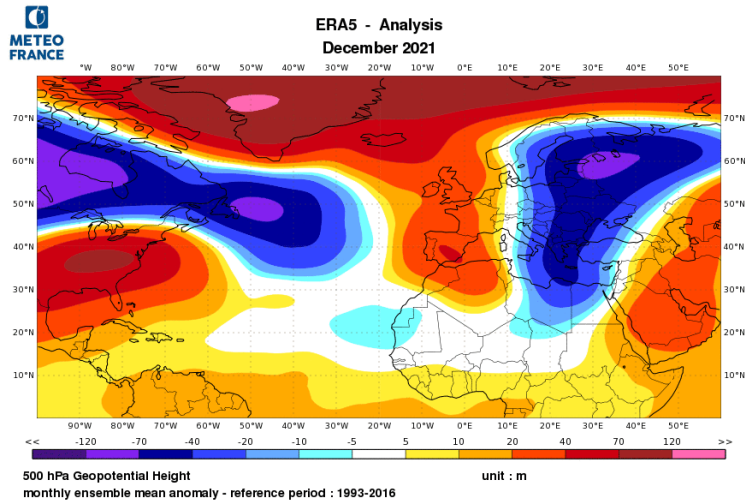 METEO
FRANCE
ERA5 - Analysis
December 2021
°W 80°W 70°W 60°W 50°W 40°W 30°W 20°W 10°W 0°E 10°E 20°E 30°E 40°E 50°E
70°N 70°N
60°N 60°N
50°N 50°N
40°N 40°N
30°N 30°N
20°N 20°N
10°N 10°N
90°W 80°W 70°W 60°W 50°W 40°W 30°W 20°W 10°W 0°E 10°E 20°E 30°E 40°E 50°E
<< -120 -70 -40 -20 -10 -5 5 10 20 40 70 120 >>
500 hPa Geopotential Height unit : m
monthly ensemble mean anomaly - reference period : 1993-2016